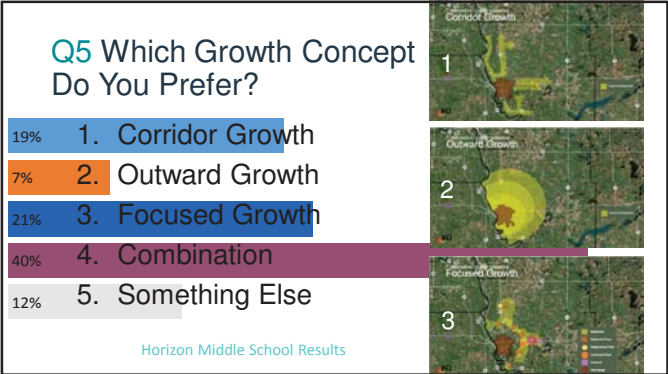 Q5 Which Growth Concept
Do You Prefer?
19% 1. Corridor Growth
7% 2. Outward Growth
21% 3. Focused Growth
40% 4. Combination
12% 5. Something Else
Horizon Middle School Results
Corridor Growth
1
Outward Growth
2
Focused Growth
3